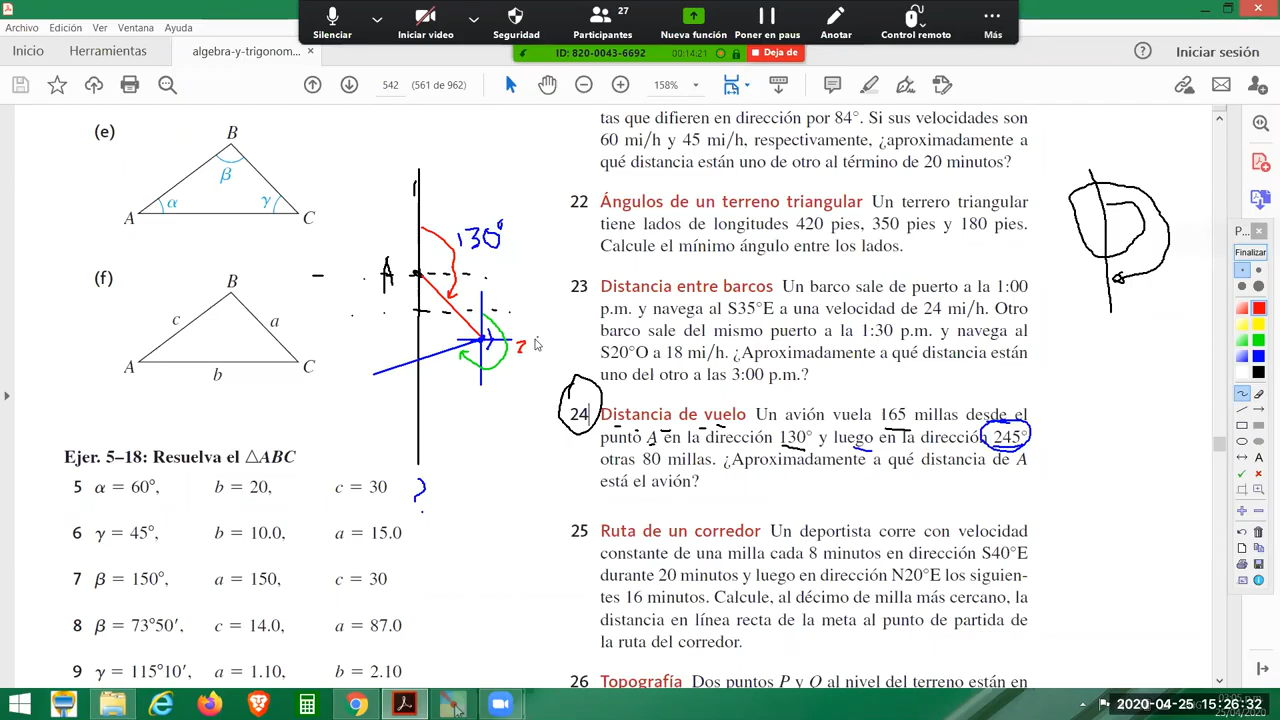 Archivo Edición Ver Ventana Ayuda
Silenciar
Iniciar video
Seguridad
27
Participantes
Nueva función
Poner en pausa
Anotar
Control remoto
Más
ID: 820-0043-6692
00:14:21
Deja de
Inicio
Herramientas
algebra-y-trigonom...
Iniciar sesión
542 (561 de 962)
158%
(e)
B
β
A
α
γ
C
(f)
B
c
a
A
b
C
Ejer. 5–18: Resuelva el △ABC
5 α = 60°, b = 20, c = 30
6 γ = 45°, b = 10.0, a = 15.0
7 β = 150°, a = 150, c = 30
8 β = 73°50′, c = 14.0, a = 87.0
9 γ = 115°10′, a = 1.10, b = 2.10
130°
A
?
?
tas que difieren en dirección por 84°. Si sus velocidades son
60 mi/h y 45 mi/h, respectivamente, ¿aproximadamente a
qué distancia están uno de otro al término de 20 minutos?
22 Ángulos de un terreno triangular Un terrero triangular
tiene lados de longitudes 420 pies, 350 pies y 180 pies.
Calcule el mínimo ángulo entre los lados.
23 Distancia entre barcos Un barco sale de puerto a la 1:00
p.m. y navega al S35°E a una velocidad de 24 mi/h. Otro
barco sale del mismo puerto a la 1:30 p.m. y navega al
S20°O a 18 mi/h. ¿Aproximadamente a qué distancia están
uno del otro a las 3:00 p.m.?
24 Distancia de vuelo Un avión vuela 165 millas desde el
punto A en la dirección 130° y luego en la dirección 245°
otras 80 millas. ¿Aproximadamente a qué distancia de A
está el avión?
25 Ruta de un corredor Un deportista corre con velocidad
constante de una milla cada 8 minutos en dirección S40°E
durante 20 minutos y luego en dirección N20°E los siguien-
tes 16 minutos. Calcule, al décimo de milla más cercano, la
distancia en línea recta de la meta al punto de partida de
la ruta del corredor.
26 Topografía Dos puntos P y Q al nivel del terreno están en
P...
Finalizar
2020-04-25 15:26:32